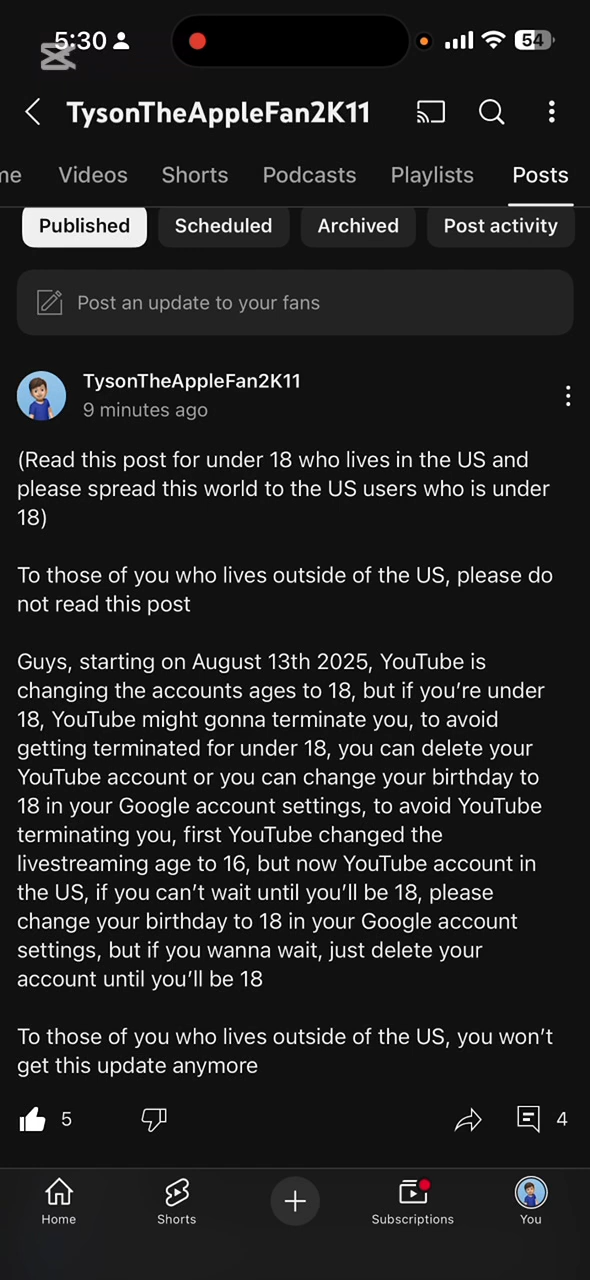 5:30
54
TysonTheAppleFan2K11
me
Videos
Shorts
Podcasts
Playlists
Posts
Published
Scheduled
Archived
Post activity
Post an update to your fans
TysonTheAppleFan2K11
9 minutes ago
(Read this post for under 18 who lives in the US and
please spread this world to the US users who is under
18)
To those of you who lives outside of the US, please do
not read this post
Guys, starting on August 13th 2025, YouTube is
changing the accounts ages to 18, but if you're under
18, YouTube might gonna terminate you, to avoid
getting terminated for under 18, you can delete your
YouTube account or you can change your birthday to
18 in your Google account settings, to avoid YouTube
terminating you, first YouTube changed the
livestreaming age to 16, but now YouTube account in
the US, if you can't wait until you'll be 18, please
change your birthday to 18 in your Google account
settings, but if you wanna wait, just delete your
account until you'll be 18
To those of you who lives outside of the US, you won't
get this update anymore
5
4
Home
Shorts
Subscriptions
You